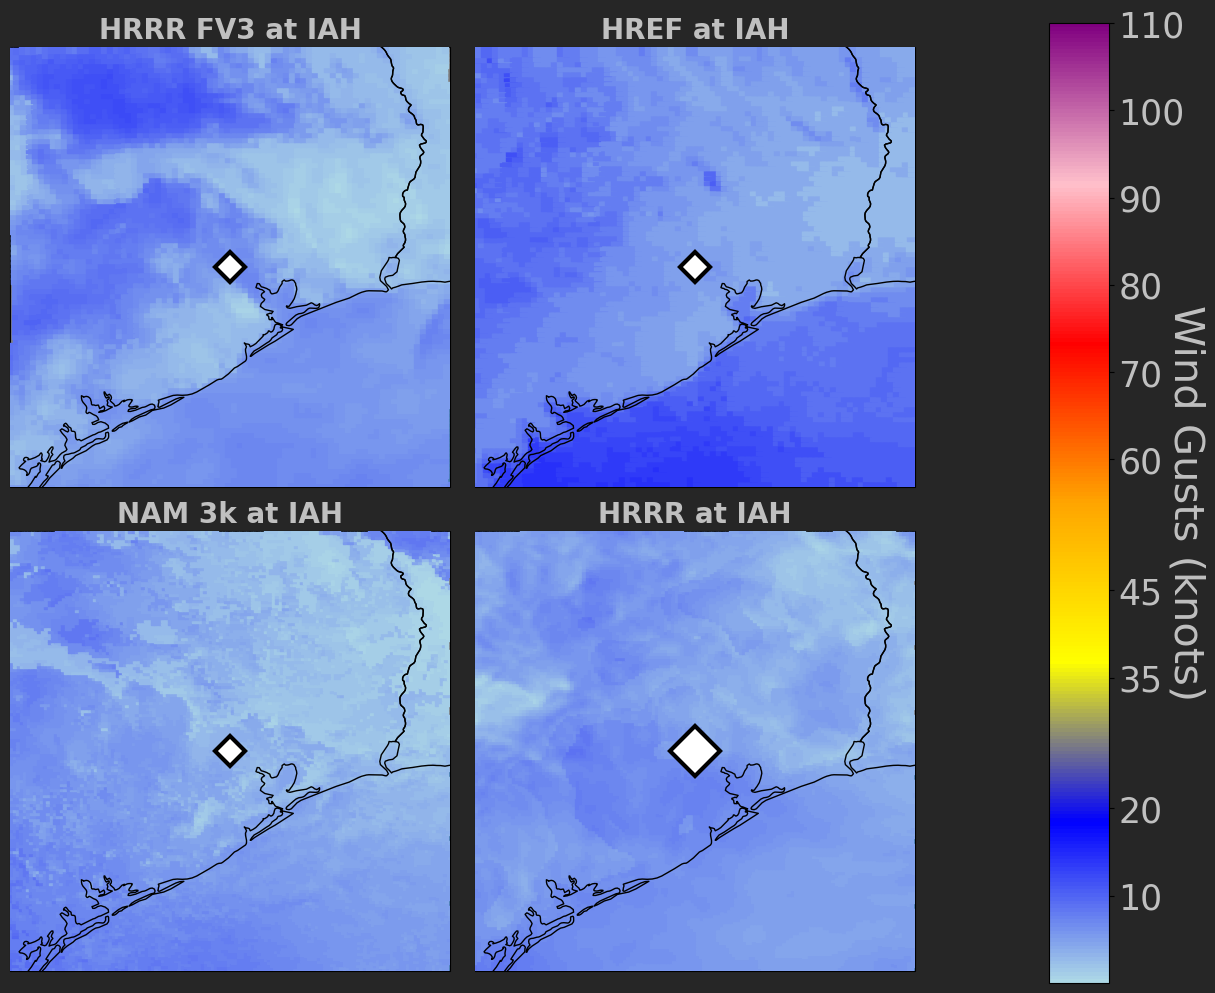 HRRR FV3 at IAH
HREF at IAH
NAM 3k at IAH
HRRR at IAH
110
100
90
80
70
60
45
35
20
10
Wind Gusts (knots)